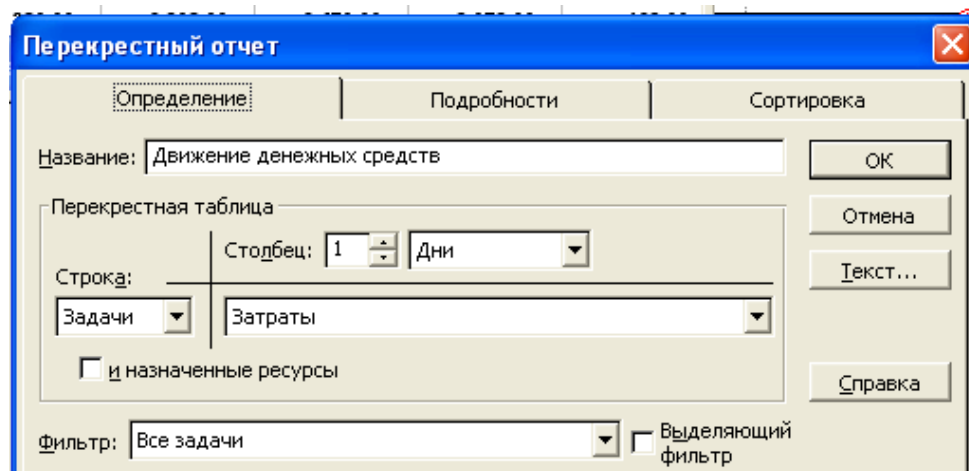 Перекрестный отчет
Определение Подробности Сортировка
Название: Движение денежных средств ОК
Перекрестная таблица Отмена
Столбец: 1 Дни
Строка: Текст...
Задачи Затраты
и назначенные ресурсы Справка
Фильтр: Все задачи Выделяющий фильтр